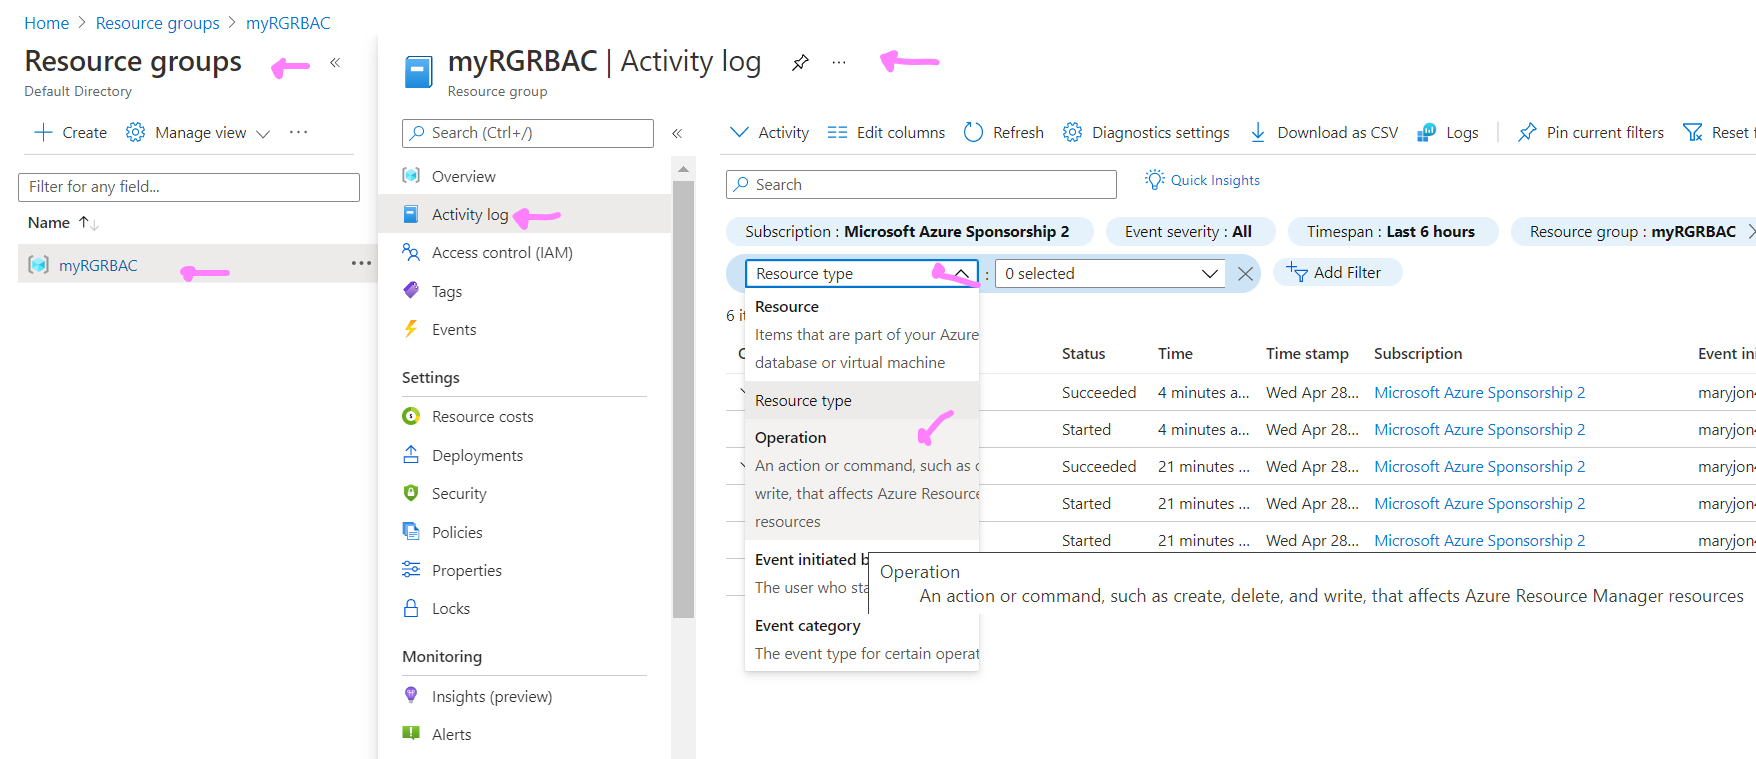 Home > Resource groups > myRGRBAC
Resource groups
«
Default Directory
Create Manage view ···
Filter for any field...
Name
myRGRBAC ···
myRGRBAC | Activity log ···
Resource group
Search (Ctrl+/) «
Overview
Activity log
Access control (IAM)
Tags
Events
Settings
Resource costs
Deployments
Security
Policies
Properties
Locks
Monitoring
Insights (preview)
Alerts
Activity Edit columns Refresh Diagnostics settings Download as CSV Logs Pin current filters Reset
Search Quick Insights
Subscription : Microsoft Azure Sponsorship 2 Event severity : All Timespan : Last 6 hours Resource group : myRGRBAC
Resource type : 0 selected Add Filter
6
Resource
Items that are part of your Azure
database or virtual machine
Resource type
Operation
An action or command, such as
write, that affects Azure Resource
resources
Event initiated
The user who
Event category
The event type for certain
Status Time Time stamp Subscription Event
Succeeded 4 minutes a... Wed Apr 28... Microsoft Azure Sponsorship 2 maryjon
Started 4 minutes a... Wed Apr 28... Microsoft Azure Sponsorship 2 maryjon
Succeeded 21 minutes ... Wed Apr 28... Microsoft Azure Sponsorship 2 maryjon
Started 21 minutes ... Wed Apr 28... Microsoft Azure Sponsorship 2 maryjon
Started 21 minutes ... Wed Apr 28... Microsoft Azure Sponsorship 2 maryjon
Operation
An action or command, such as create, delete, and write, that affects Azure Resource Manager resources